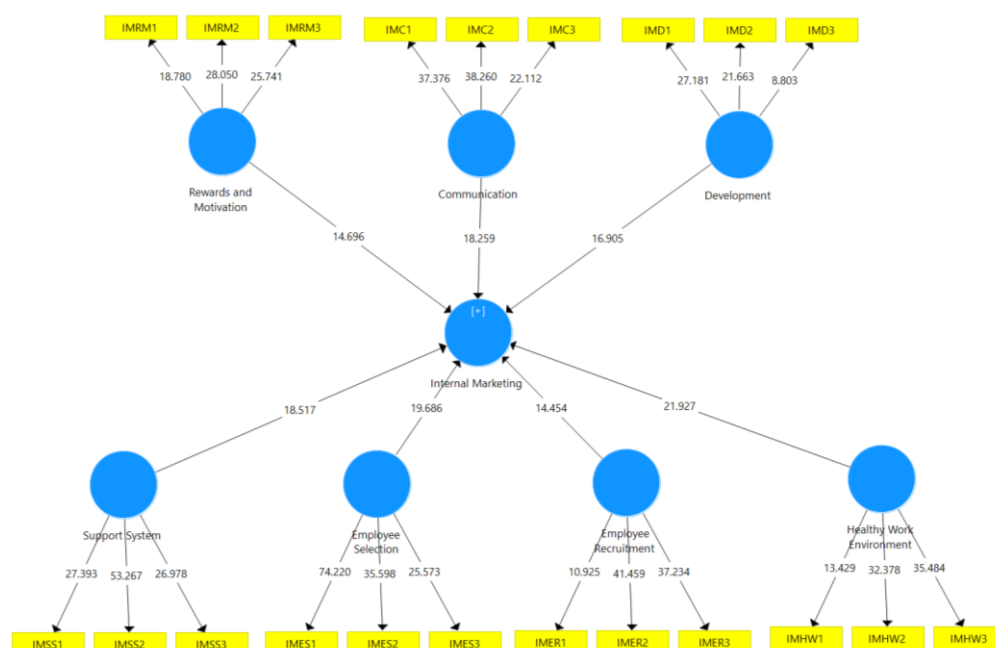 IMRM1 IMRM2 IMRM3 IMC1 IMC2 IMC3 IMD1 IMD2 IMD3
18.780 28.050 25.741 37.376 38.260 22.112 27.181 21.663 8.803
Rewards and
Motivation
Communication
Development
14.696 18.259 16.905
[+]
Internal Marketing
18.517 19.686 14.454 21.927
Support System
Employee
Selection
Employee
Recruitment
Healthy Work
Environment
27.393 53.267 26.978 74.220 35.598 25.573 10.925 41.459 37.234 13.429 32.378 35.484
IMSS1 IMSS2 IMSS3 IMES1 IMES2 IMES3 IMER1 IMER2 IMER3 IMHW1 IMHW2 IMHW3